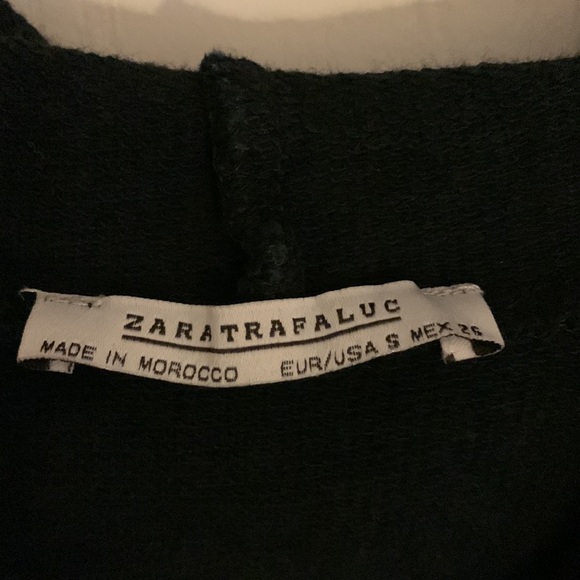 ZARATRAFALUC
MADE IN MOROCCO EUR/USA S MEX 26